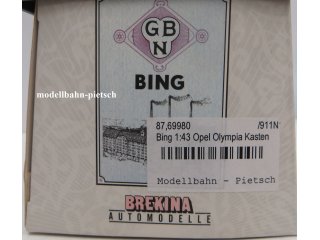 GB
N
modellbahn-pietsch
BING
87,69980 /911N
Bing 1:43 Opel Olympia Kasten
Modellbahn - Pietsch
BREKINA
AUTOMODELLE